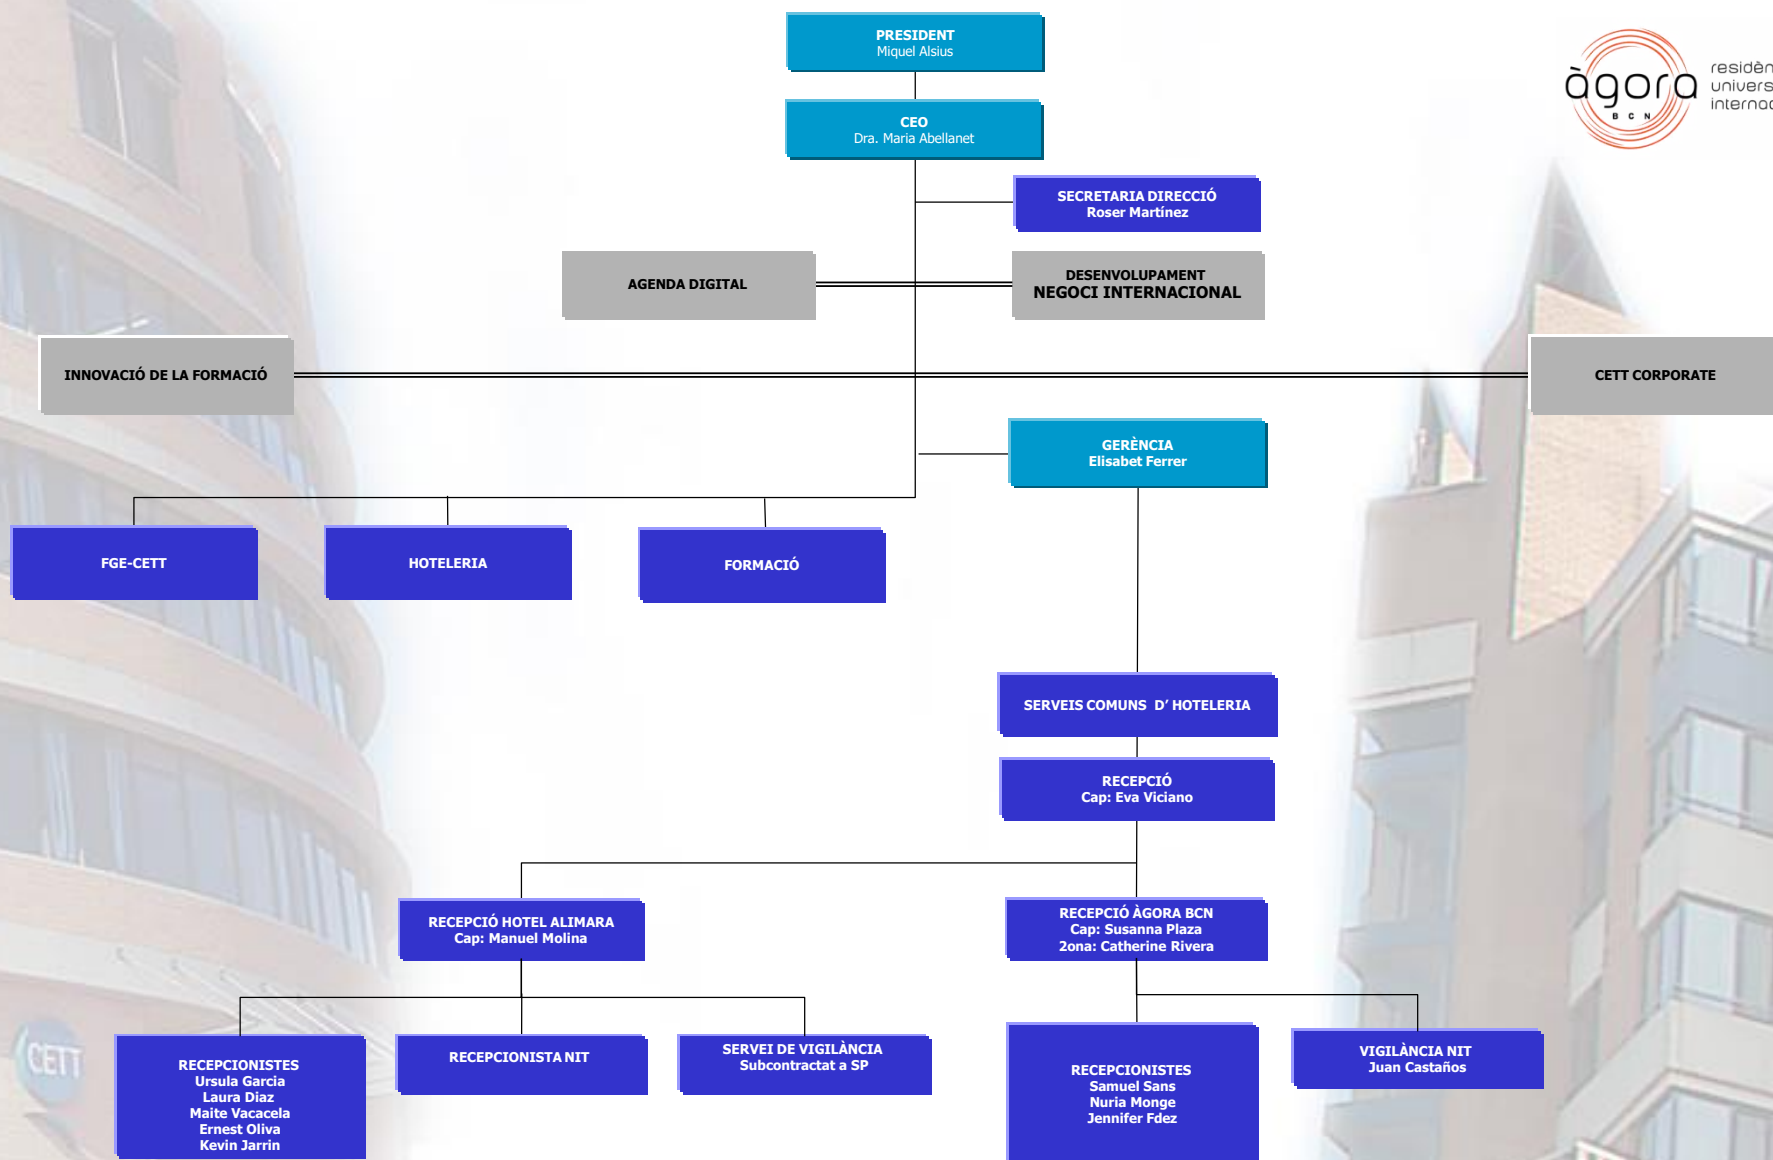 PRESIDENT
Miquel Alsius
àgora
BCN
CEO
Dra. Maria Abellanet
SECRETARIA DIRECCIÓ
Roser Martínez
AGENDA DIGITAL
DESENVOLUPAMENT
NEGOCI INTERNACIONAL
INNOVACIÓ DE LA FORMACIÓ
CETT CORPORATE
GERÈNCIA
Elisabet Ferrer
FGE-CETT
HOTELERIA
FORMACIÓ
SERVEIS COMUNS D’ HOTELERIA
RECEPCIÓ
Cap: Eva Viciano
RECEPCIÓ HOTEL ALIMARA
Cap: Manuel Molina
RECEPCIÓ ÀGORA BCN
Cap: Susanna Plaza
2ona: Catherine Rivera
CETT
RECEPCIONISTES
Ursula Garcia
Laura Diaz
Maite Vacacela
Ernest Oliva
Kevin Jarrin
RECEPCIONISTA NIT
SERVEI DE VIGILÀNCIA
Subcontractat a SP
RECEPCIONISTES
Samuel Sans
Nuria Monge
Jennifer Fdez
VIGILÀNCIA NIT
Juan Castaños